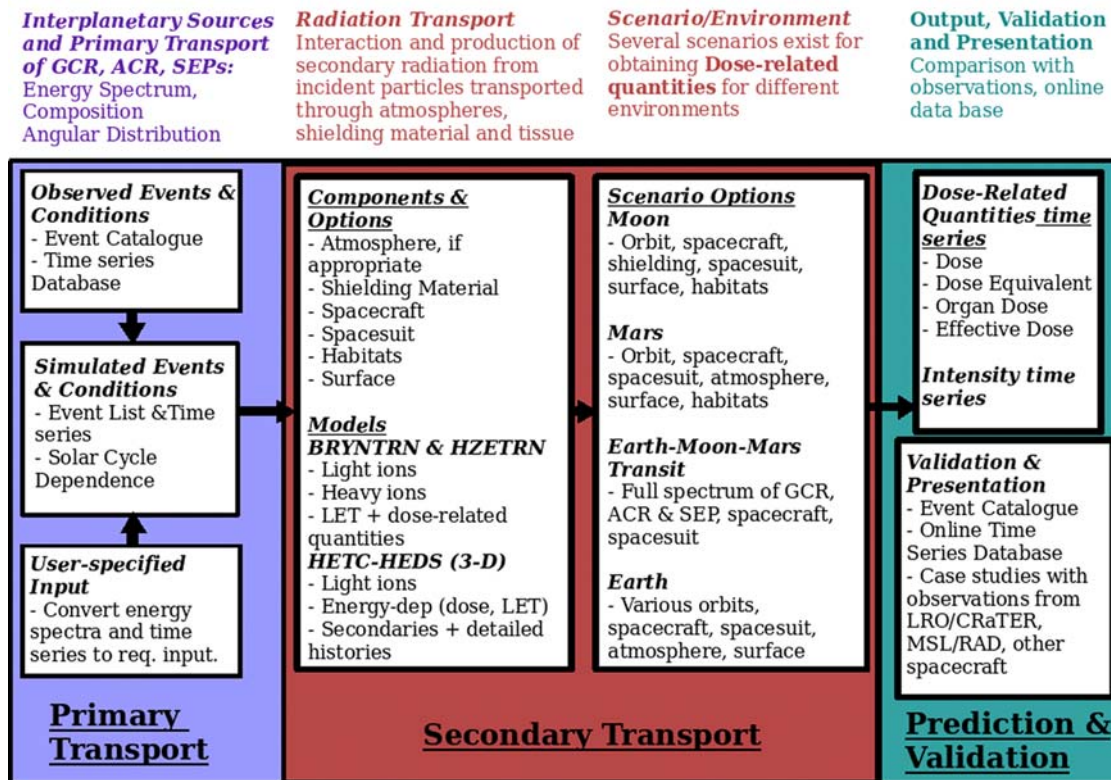 Interplanetary Sources
and Primary Transport
of GCR, ACR, SEPs:
Energy Spectrum,
Composition
Angular Distribution
Radiation Transport
Interaction and production of
secondary radiation from
incident particles transported
through atmospheres,
shielding material and tissue
Scenario/Environment
Several scenarios exist for
obtaining Dose-related
quantities for different
environments
Output, Validation
and Presentation
Comparison with
observations, online
data base
Observed Events &
Conditions
- Event Catalogue
- Time series
Database
Simulated Events
& Conditions
- Event List &Time
series
- Solar Cycle
Dependence
User-specified
Input
- Convert energy
spectra and time
series to req. input.
Primary
Transport
Components &
Options
- Atmosphere, if
appropriate
- Shielding Material
- Spacecraft
- Spacesuit
- Habitats
- Surface
Models
BRYNTRN & HZETRN
- Light ions
- Heavy ions
- LET + dose-related
quantities
HETC-HEDS (3-D)
- Light ions
- Energy-dep (dose, LET)
- Secondaries + detailed
histories
Scenario Options
Moon
- Orbit, spacecraft,
shielding, spacesuit,
surface, habitats
Mars
- Orbit, spacecraft,
spacesuit, atmosphere,
surface, habitats
Earth-Moon-Mars
Transit
- Full spectrum of GCR,
ACR & SEP, spacecraft,
spacesuit
Earth
- Various orbits,
spacecraft, spacesuit,
atmosphere, surface
Secondary Transport
Dose-Related
Quantities time
series
- Dose
- Dose Equivalent
- Organ Dose
- Effective Dose
Intensity time
series
Validation &
Presentation
- Event Catalogue
- Online Time
Series Database
- Case studies with
observations from
LRO/CRaTER,
MSL/RAD, other
spacecraft
Prediction &
Validation